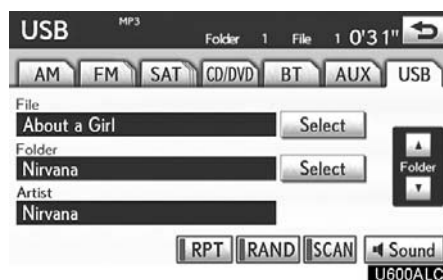 USB MP3 Folder 1 File 1 0'31"
AM FM SAT CD/DVD BT AUX USB
File
About a Girl Select
Folder
Nirvana Select
Folder
Artist
Nirvana
RPT RAND SCAN Sound
U600ALC